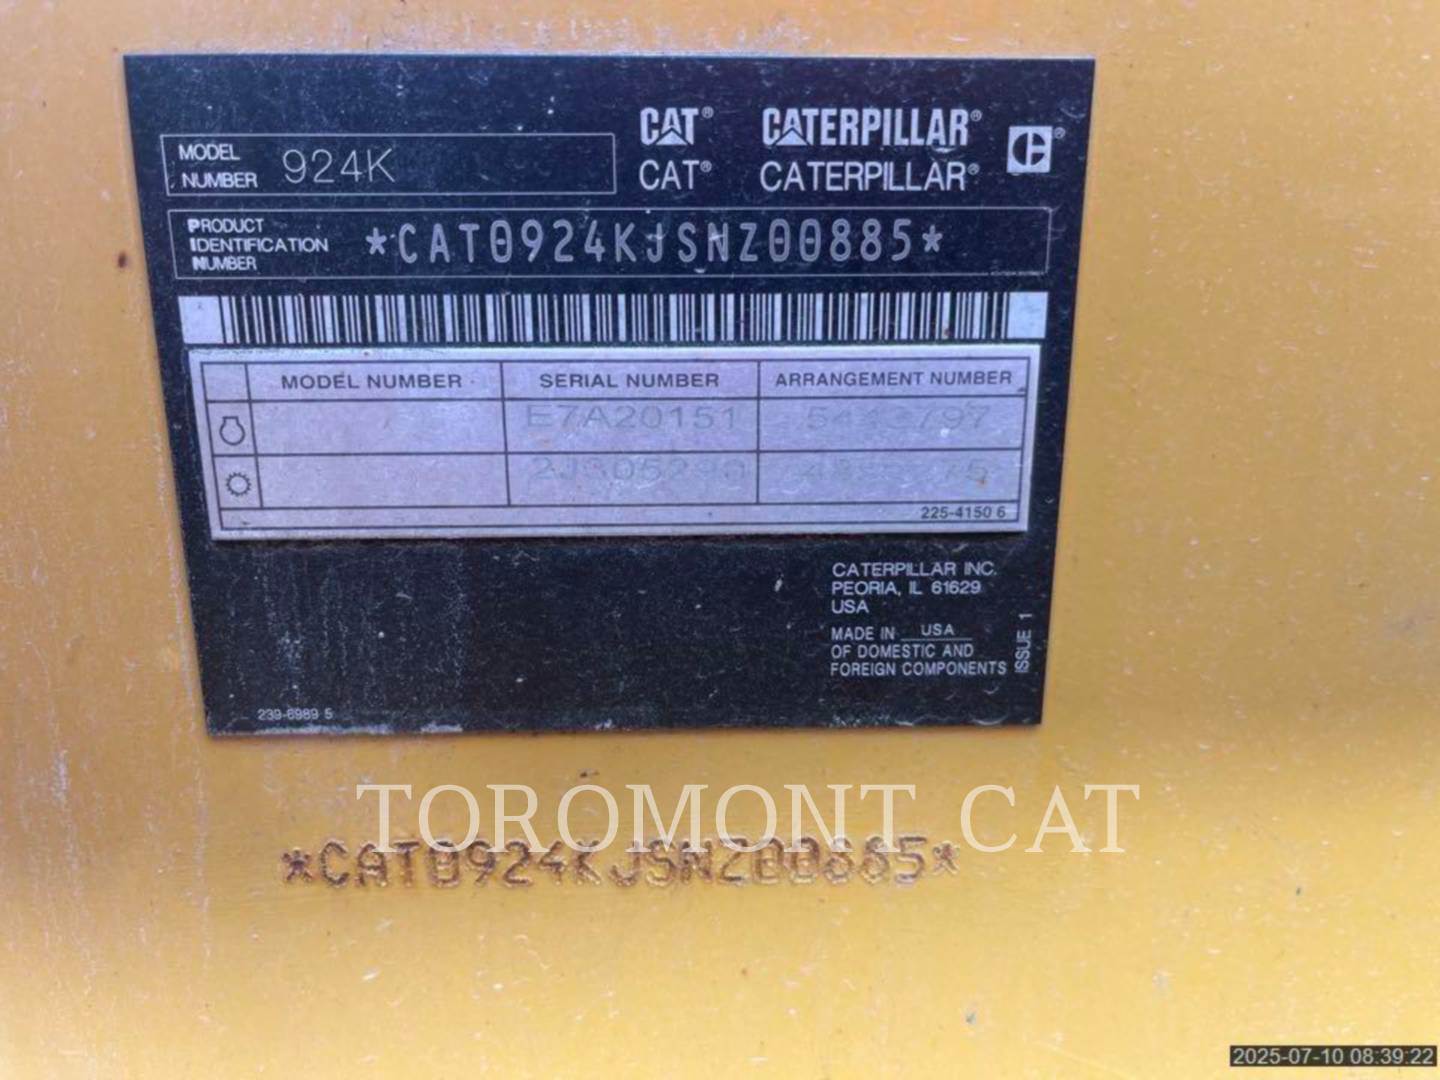 MODEL
NUMBER 924K
CAT® CATERPILLAR®
CAT® CATERPILLAR®
PRODUCT
IDENTIFICATION
NUMBER
*CAT0924KJSNZ00885*
MODEL NUMBER SERIAL NUMBER ARRANGEMENT NUMBER
E7A20151
225-4150 6
CATERPILLAR INC.
PEORIA, IL 61629
USA
MADE IN USA
OF DOMESTIC AND
FOREIGN COMPONENTS
ISSUE 1
239-6989 5
TOROMONT CAT
*CAT0924KJSNZ00885*
2025-07-10 08:39:22